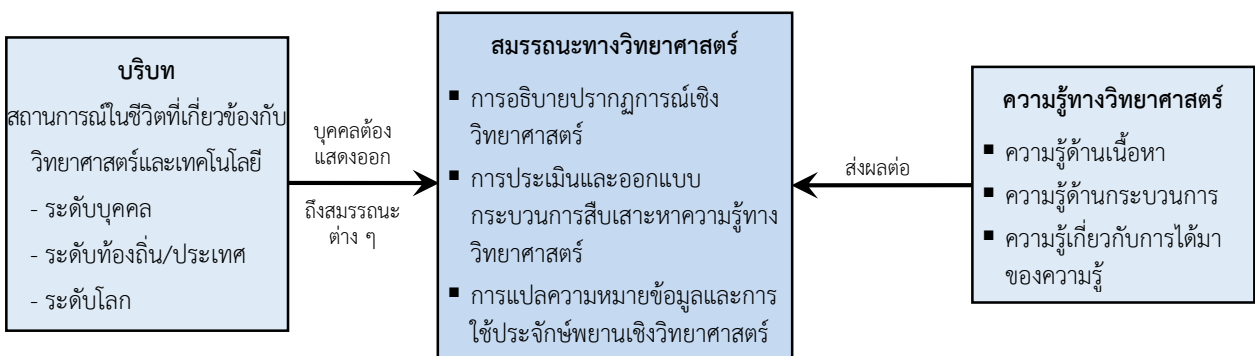 บริบท
สถานการณ์ในชีวิตที่เกี่ยวข้องกับ
วิทยาศาสตร์และเทคโนโลยี
- ระดับบุคคล
- ระดับท้องถิ่น/ประเทศ
- ระดับโลก
บุคคลต้อง
แสดงออก
ถึงสมรรถนะ
ต่าง ๆ
สมรรถนะทางวิทยาศาสตร์
▪ การอธิบายปรากฏการณ์เชิง
วิทยาศาสตร์
▪ การประเมินและออกแบบ
กระบวนการสืบเสาะหาความรู้ทาง
วิทยาศาสตร์
▪ การแปลความหมายข้อมูลและการ
ใช้ประจักษ์พยานเชิงวิทยาศาสตร์
ส่งผลต่อ
ความรู้ทางวิทยาศาสตร์
▪ ความรู้ด้านเนื้อหา
▪ ความรู้ด้านกระบวนการ
▪ ความรู้เกี่ยวกับการได้มา
ของความรู้